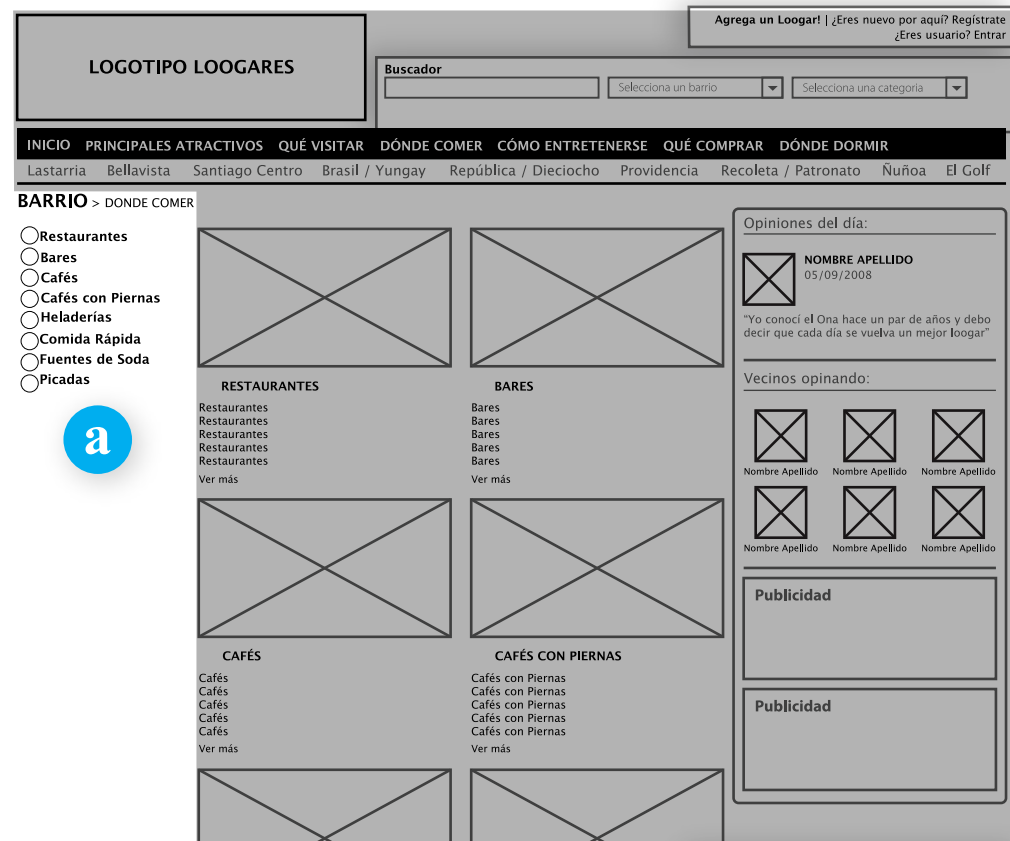 Agrega un Loogar! | ¿Eres nuevo por aquí? Regístrate
¿Eres usuario? Entrar
LOGOTIPO LOOGARES
Buscador
Selecciona un barrio
Selecciona una categoria
INICIO PRINCIPALES ATRACTIVOS QUÉ VISITAR DÓNDE COMER CÓMO ENTRETENERSE QUÉ COMPRAR DÓNDE DORMIR
Lastarria Bellavista Santiago Centro Brasil / Yungay República / Dieciocho Providencia Recoleta / Patronato Ñuñoa El Golf
BARRIO > DONDE COMER
Restaurantes
Bares
Cafés
Cafés con Piernas
Heladerías
Comida Rápida
Fuentes de Soda
Picadas
a
RESTAURANTES
Restaurantes
Restaurantes
Restaurantes
Restaurantes
Restaurantes
Ver más
BARES
Bares
Bares
Bares
Bares
Bares
Ver más
CAFÉS
Cafés
Cafés
Cafés
Cafés
Cafés
Ver más
CAFÉS CON PIERNAS
Cafés con Piernas
Cafés con Piernas
Cafés con Piernas
Cafés con Piernas
Cafés con Piernas
Ver más
Opiniones del día:
NOMBRE APELLIDO
05/09/2008
"Yo conocí el Ona hace un par de años y debo
decir que cada día se vuelva un mejor loogar”
Vecinos opinando:
Nombre Apellido Nombre Apellido Nombre Apellido
Nombre Apellido Nombre Apellido Nombre Apellido
Publicidad
Publicidad